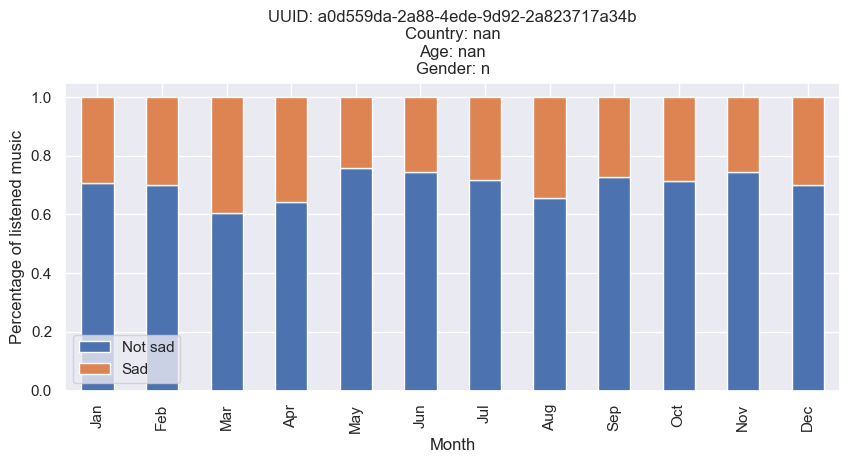 UUID: a0d559da-2a88-4ede-9d92-2a823717a34b
Country: nan
Age: nan
Gender: n
Percentage of listened music
1.0
0.8
0.6
0.4
0.2
0.0
Not sad
Sad
Jan Feb Mar Apr May Jun Jul Aug Sep Oct Nov Dec
Month